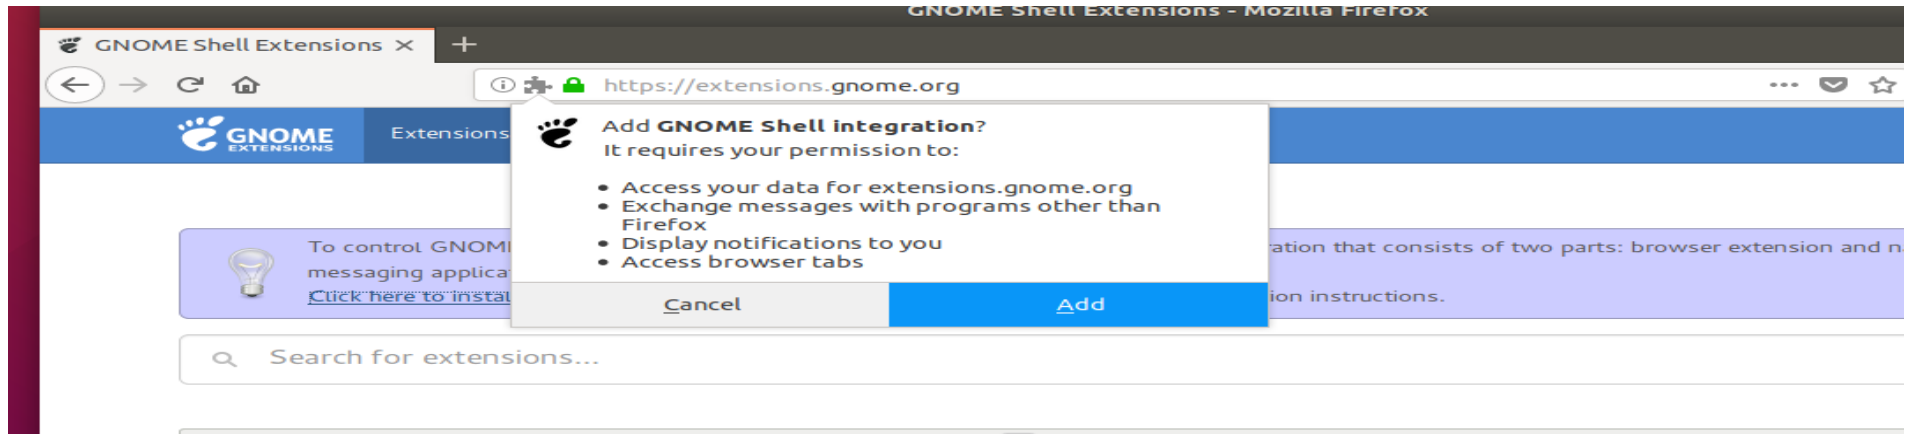 GNOME Shell Extensions - Mozilla Firefox
GNOME Shell Extensions
https://extensions.gnome.org
GNOME
EXTENSIONS
Extensions
Add GNOME Shell integration?
It requires your permission to:
• Access your data for extensions.gnome.org
• Exchange messages with programs other than
Firefox
• Display notifications to you
• Access browser tabs
Cancel
Add
To control GNOM
ration that consists of two parts: browser extension and n
messaging applica
Click here to instal
ion instructions.
Search for extensions...